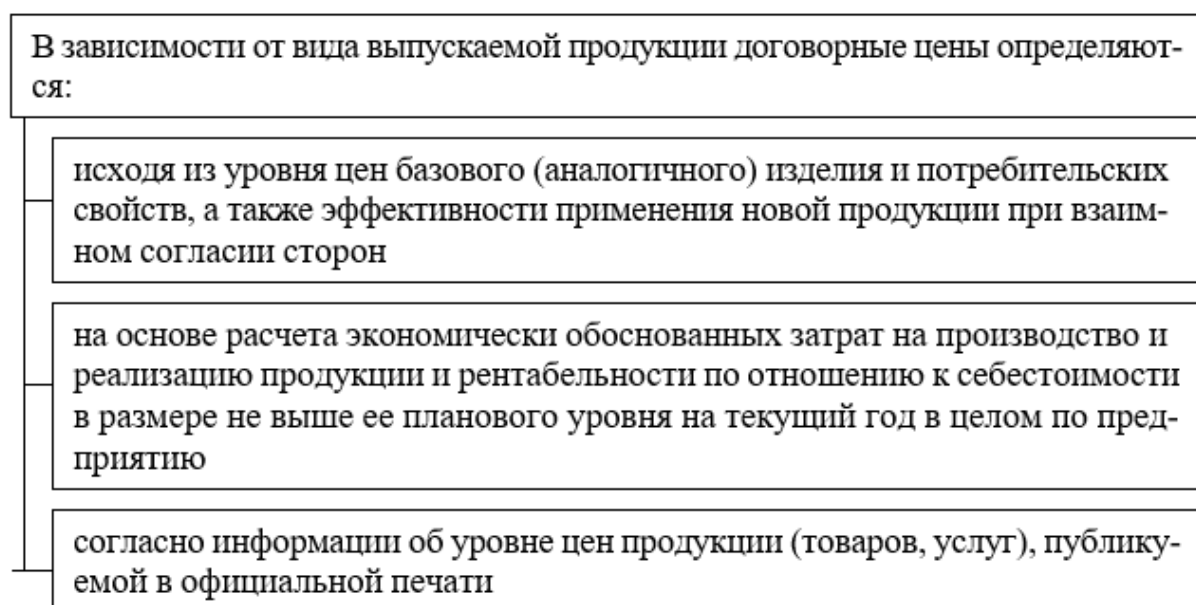 В зависимости от вида выпускаемой продукции договорные цены определяют-
ся:
исходя из уровня цен базового (аналогичного) изделия и потребительских
свойств, а также эффективности применения новой продукции при взаим-
ном согласии сторон
на основе расчета экономически обоснованных затрат на производство и
реализацию продукции и рентабельности по отношению к себестоимости
в размере не выше ее планового уровня на текущий год в целом по пред-
приятию
согласно информации об уровне цен продукции (товаров, услуг), публику-
емой в официальной печати